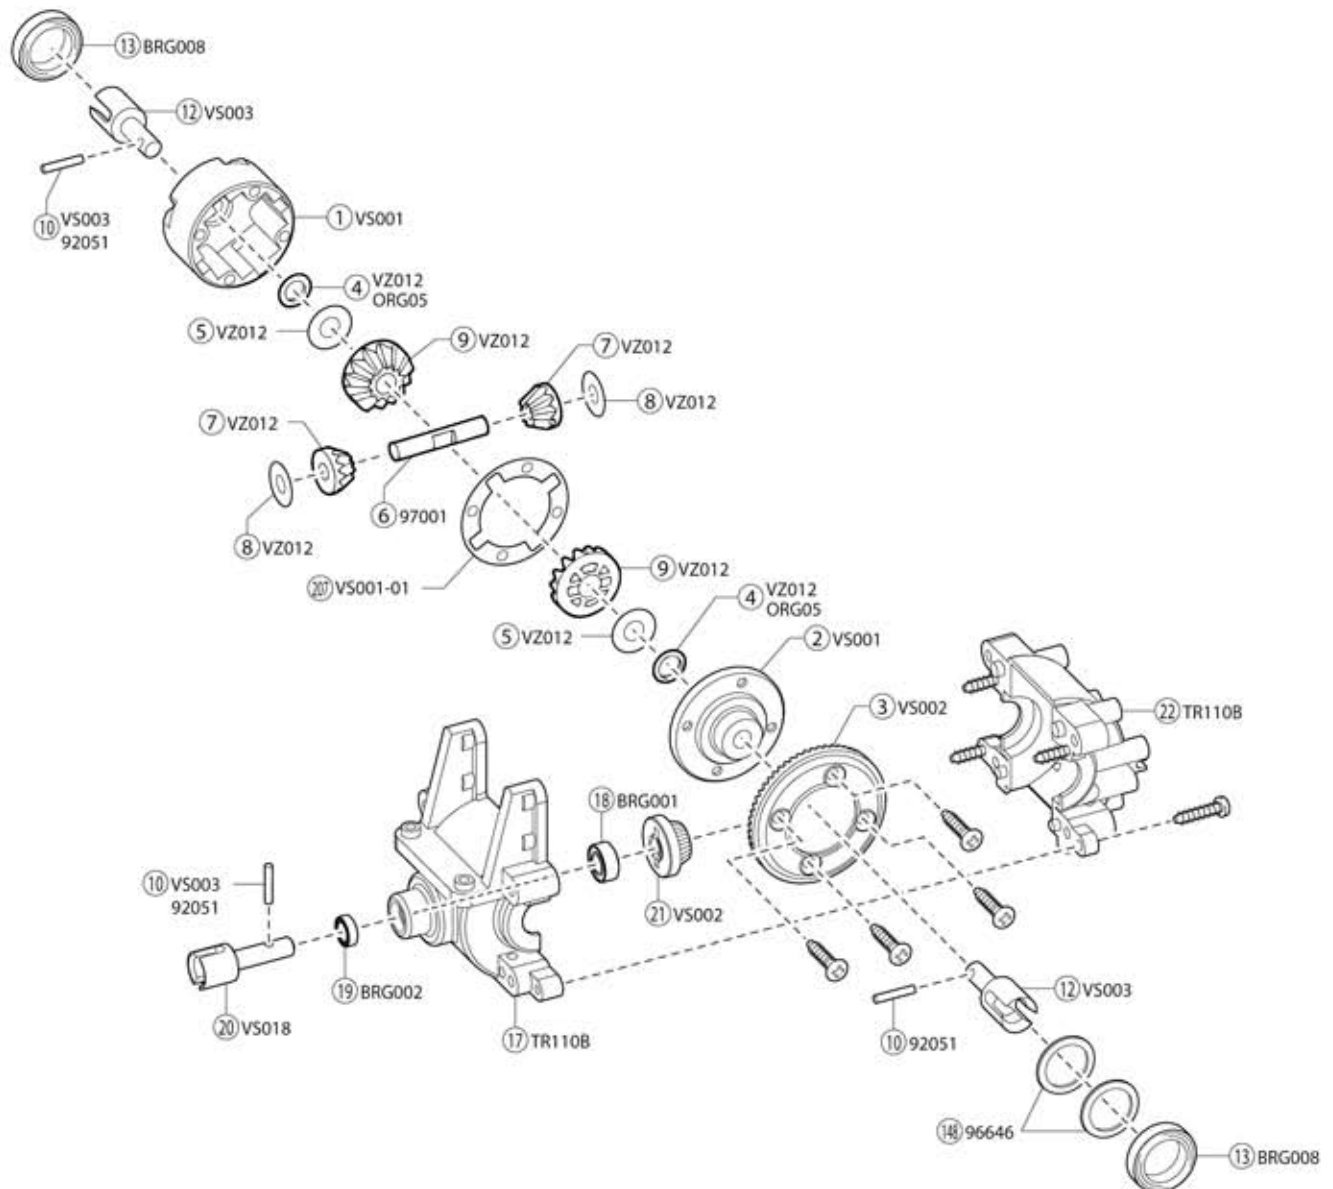 13 BRG008
12 VS003
10 VS003
92051
1 VS001
4 VZ012
ORG05
5 VZ012
9 VZ012
7 VZ012
8 VZ012
7 VZ012
6 97001
8 VZ012
207 VS001-01
9 VZ012
4 VZ012
ORG05
5 VZ012
2 VS001
3 VS002
22 TR110B
18 BRG001
10 VS003
92051
21 VS002
19 BRG002
20 VS018
17 TR110B
12 VS003
10 92051
148 96646
13 BRG008